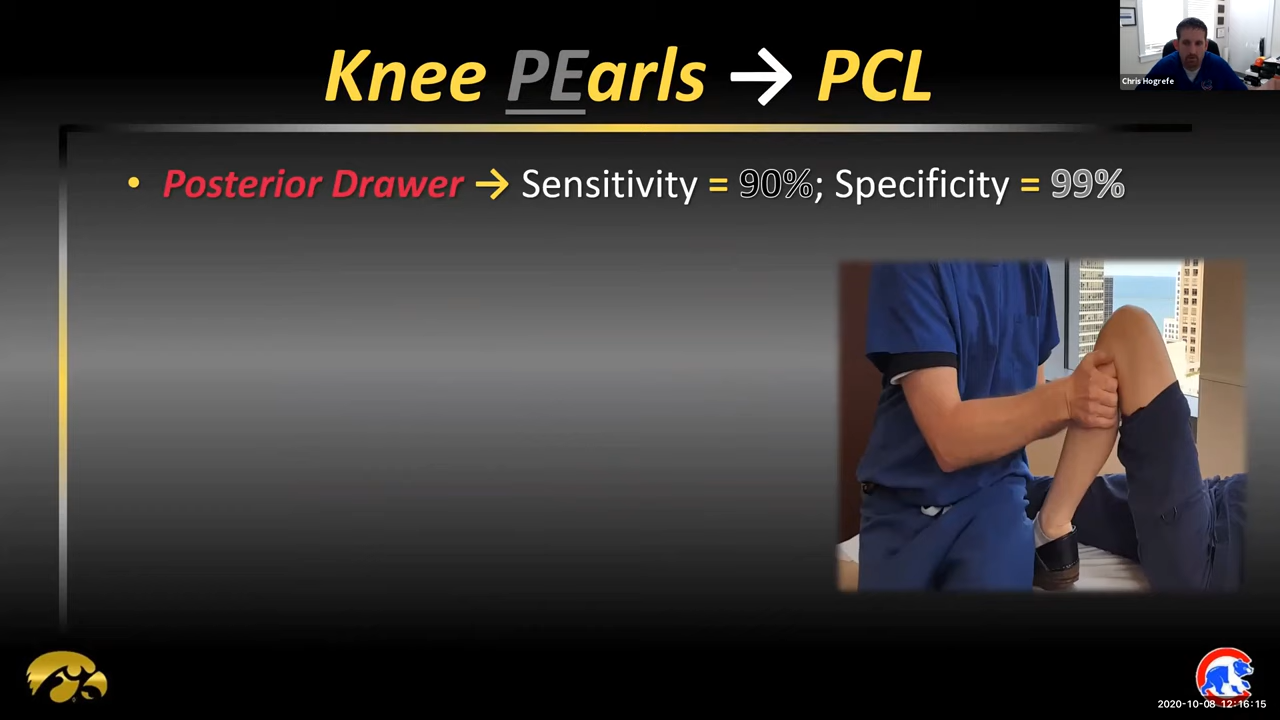 Knee PEarls → PCL
Chris Hogrefe
• Posterior Drawer → Sensitivity = 90%; Specificity = 99%
2020-10-08 12:16:15